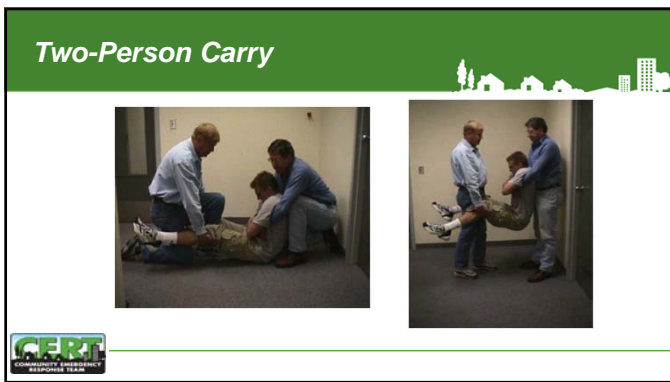 Two-Person Carry
CERT
COMMUNITY EMERGENCY
RESPONSE TEAM